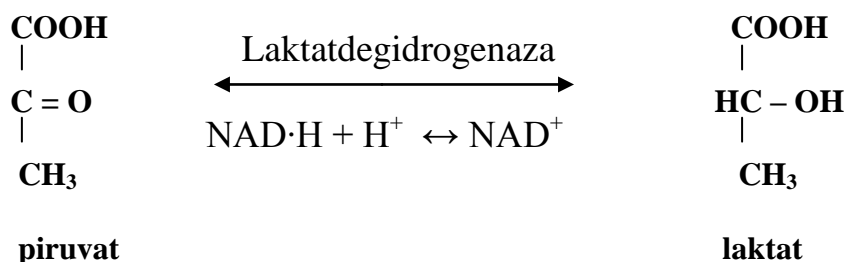 COOH
|
C = O
|
CH₃
piruvat
Laktatdegidrogenaza
NAD·H + H⁺ ↔ NAD⁺
COOH
|
HC – OH
|
CH₃
laktat